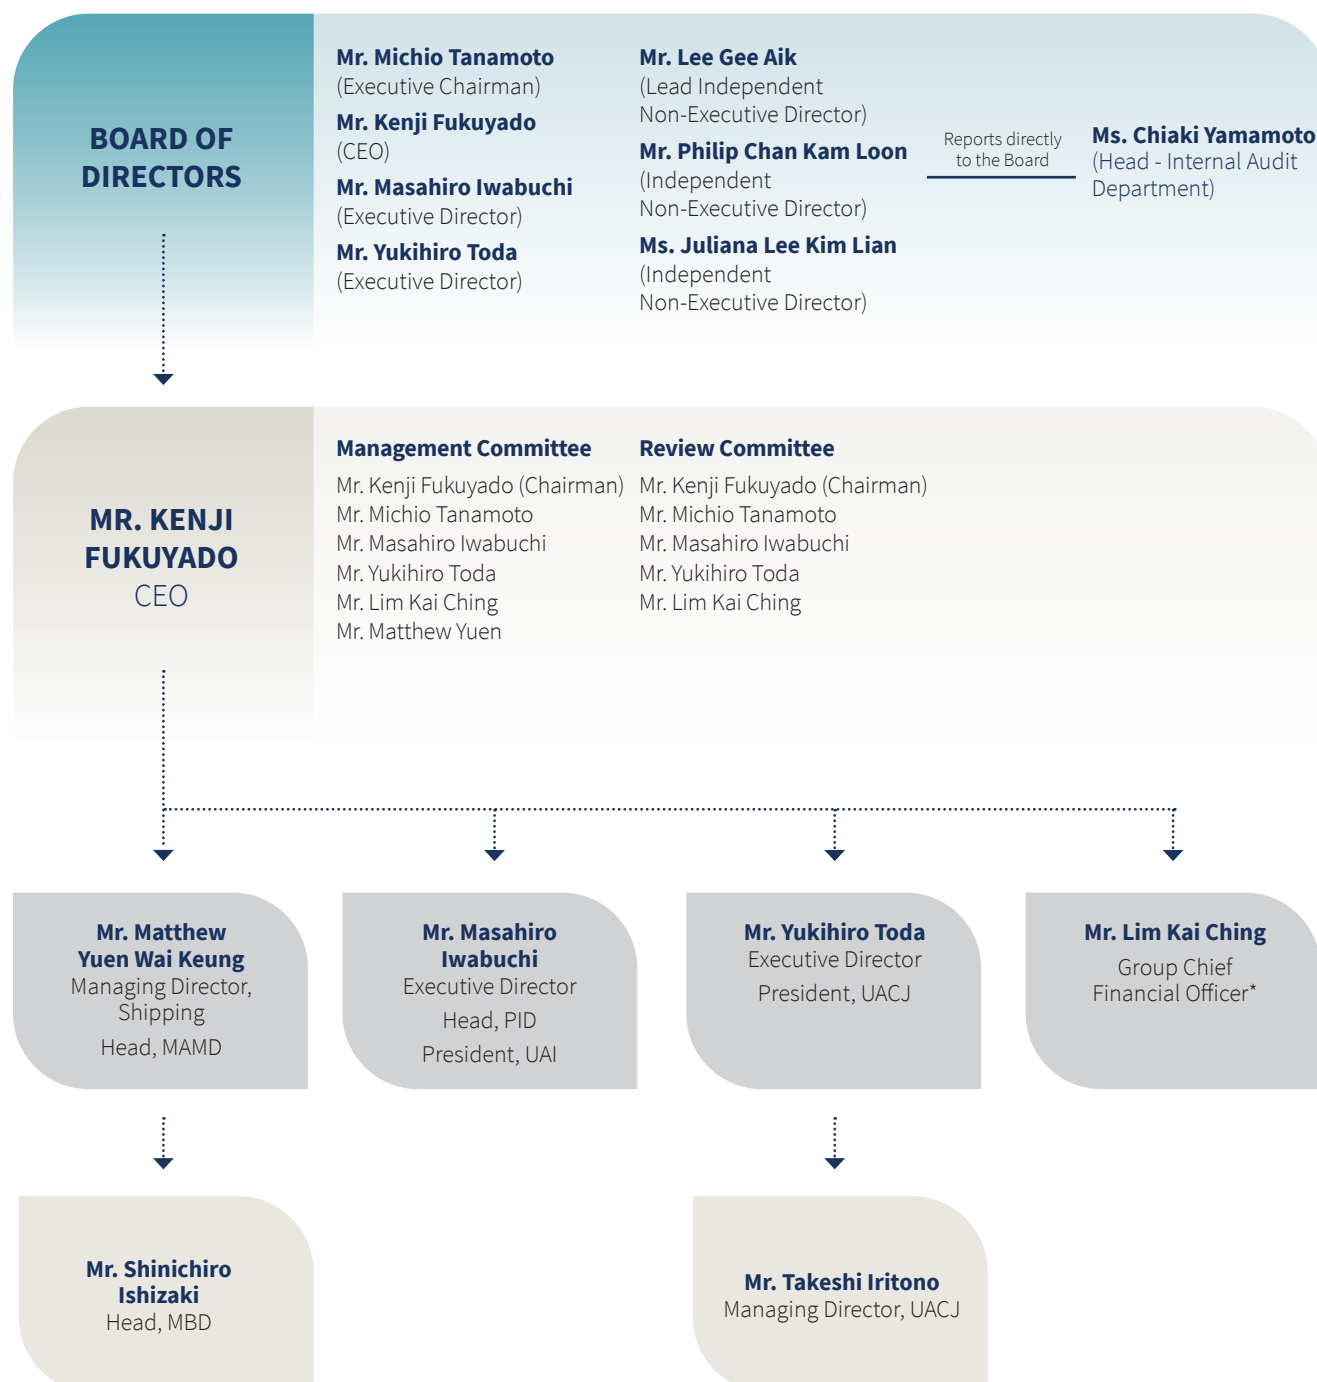 BOARD OF
DIRECTORS
Mr. Michio Tanamoto
(Executive Chairman)
Mr. Kenji Fukuyado
(CEO)
Mr. Masahiro Iwabuchi
(Executive Director)
Mr. Yukihiro Toda
(Executive Director)
Mr. Lee Gee Aik
(Lead Independent
Non-Executive Director)
Mr. Philip Chan Kam Loon
(Independent
Non-Executive Director)
Ms. Juliana Lee Kim Lian
(Independent
Non-Executive Director)
Reports directly
to the Board
Ms. Chiaki Yamamoto
(Head - Internal Audit
Department)
MR. KENJI
FUKUYADO
CEO
Management Committee
Mr. Kenji Fukuyado (Chairman)
Mr. Michio Tanamoto
Mr. Masahiro Iwabuchi
Mr. Yukihiro Toda
Mr. Lim Kai Ching
Mr. Matthew Yuen
Review Committee
Mr. Kenji Fukuyado (Chairman)
Mr. Michio Tanamoto
Mr. Masahiro Iwabuchi
Mr. Yukihiro Toda
Mr. Lim Kai Ching
Mr. Matthew
Yuen Wai Keung
Managing Director,
Shipping
Head, MAMD
Mr. Masahiro
Iwabuchi
Executive Director
Head, PID
President, UAI
Mr. Yukihiro Toda
Executive Director
President, UACJ
Mr. Lim Kai Ching
Group Chief
Financial Officer*
Mr. Shinichiro
Ishizaki
Head, MBD
Mr. Takeshi Iritono
Managing Director, UACJ